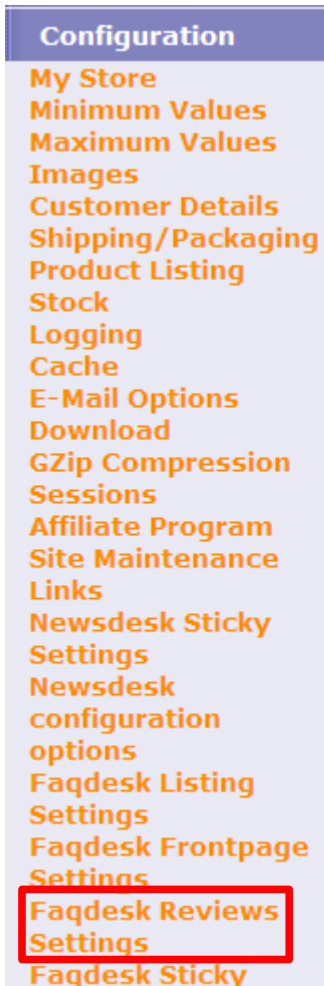 Configuration
My Store
Minimum Values
Maximum Values
Images
Customer Details
Shipping/Packaging
Product Listing
Stock
Logging
Cache
E-Mail Options
Download
GZip Compression
Sessions
Affiliate Program
Site Maintenance
Links
Newsdesk Sticky
Settings
Newsdesk
configuration
options
Faqdesk Listing
Settings
Faqdesk Frontpage
Settings
Faqdesk Reviews
Settings
Faqdesk Sticky